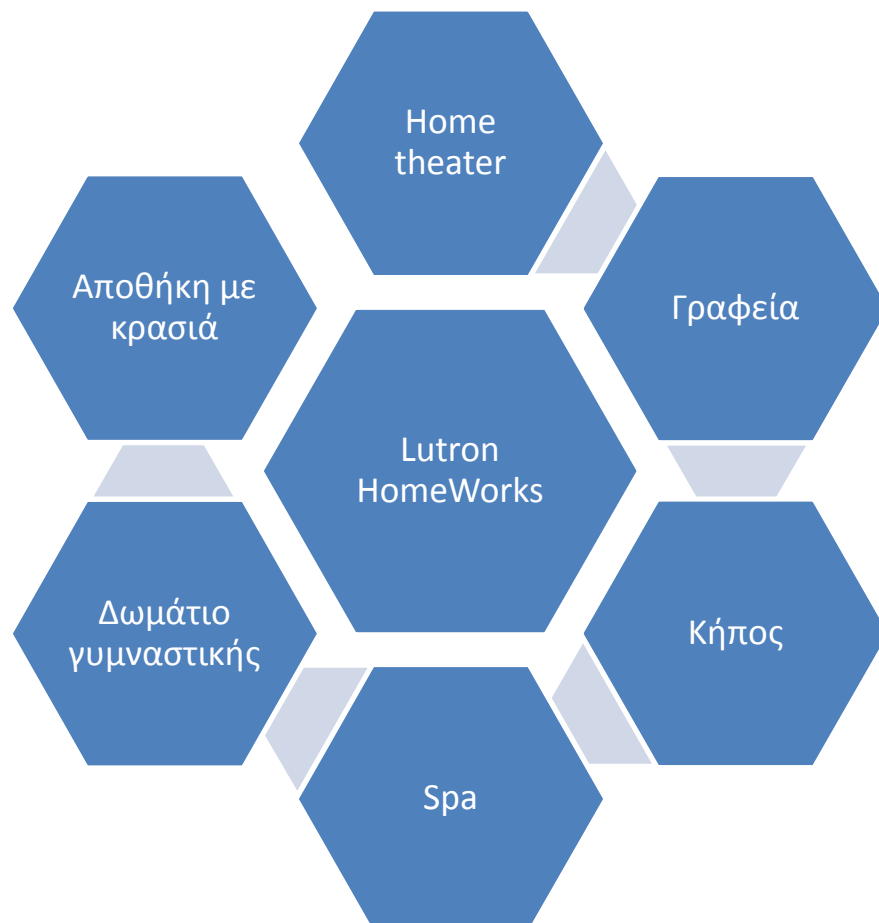 Home
theater
Αποθήκη με
κρασιά
Γραφεία
Lutron
HomeWorks
Δωμάτιο
γυμναστικής
Κήπος
Spa